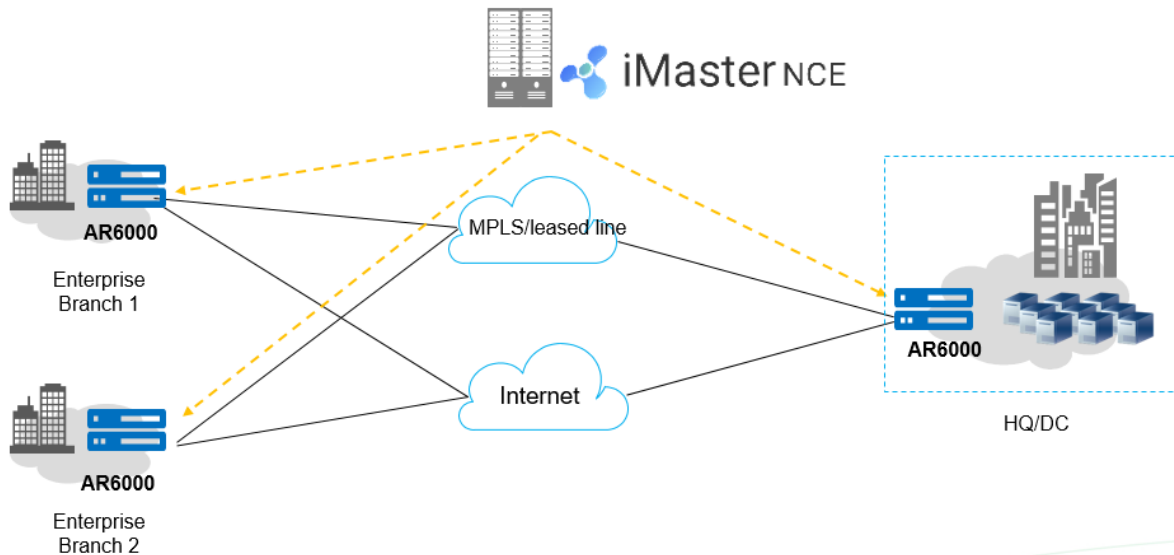 iMaster NCE
MPLS/leased line
AR6000
Enterprise
Branch 1
AR6000
Internet
HQ/DC
AR6000
Enterprise
Branch 2